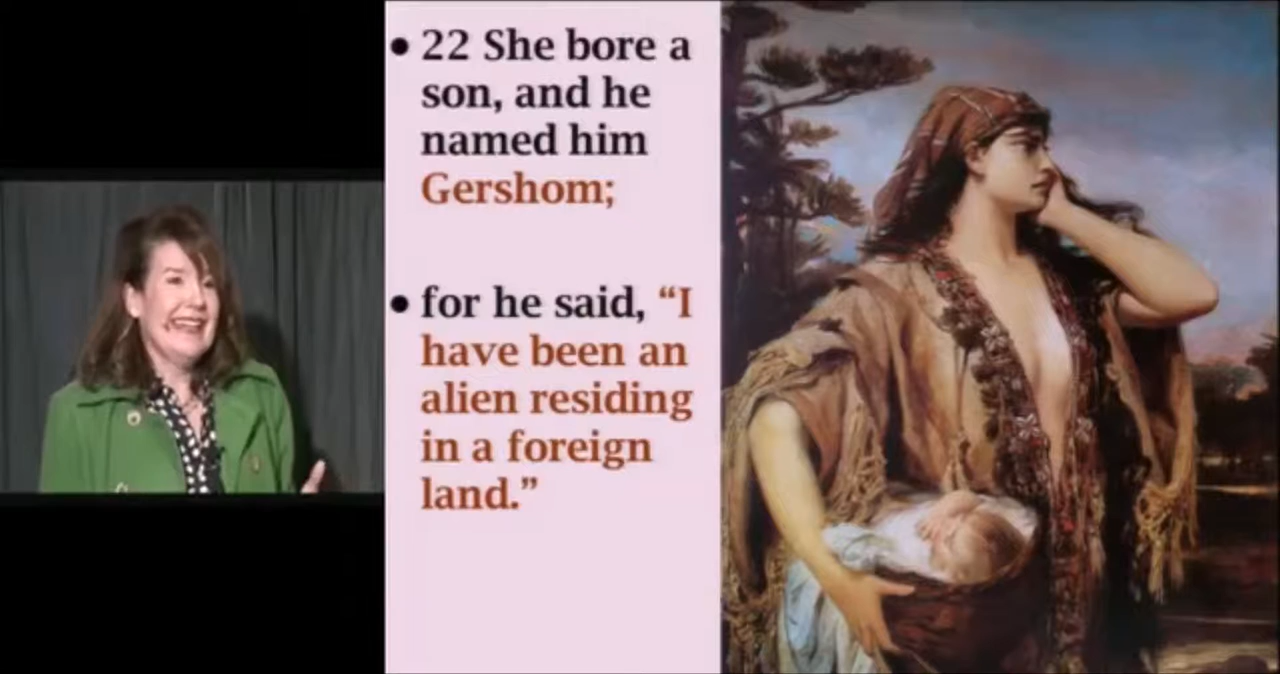 • 22 She bore a
son, and he
named him
Gershom;
• for he said, “I
have been an
alien residing
in a foreign
land.”